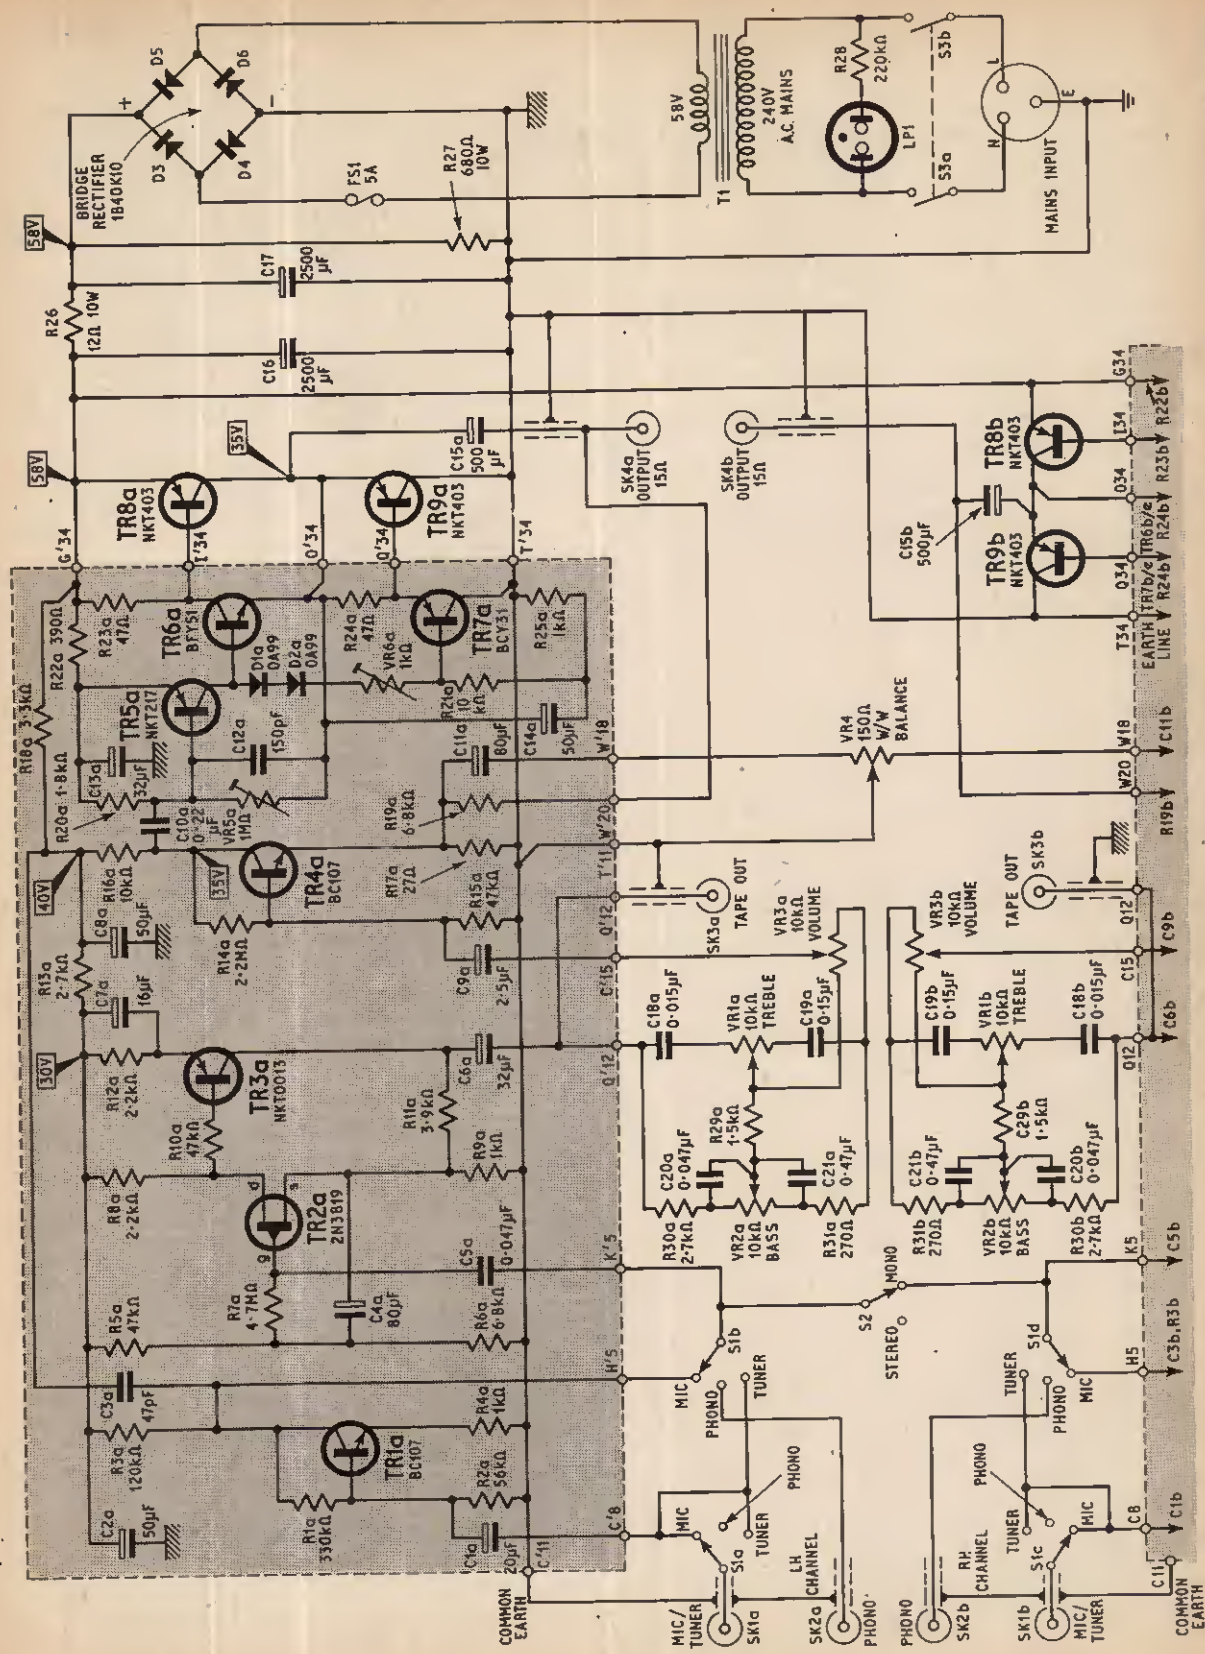 BRIDGE
RECTIFIER
1B40K10
+
−
D5
D6
D3
D4
FS1
5A
R27
680Ω
10W
58V
T1
240V
A.C. MAINS
R28
220kΩ
LP1
S3b
S3a
L
N
E
MAINS INPUT
58V
R26
12Ω 10W
C17
2500
µF
C16
2500
µF
58V
35V
C15a
500
µF
TR8a
NKT403
TR9a
NKT403
SK4a
OUTPUT
15Ω
SK4b
OUTPUT
15Ω
C15b
500µF
TR8b
NKT403
TR9b
NKT403
G'34
I'34
O'34
Q'34
T'34
G34
I34
O34
Q34
T34
R22b
R23b
R24b
TR6b/e
R24b
TR7b/e
EARTH
LINE
R18a 3·3kΩ
R22a 390Ω
R23a
47Ω
TR6a
BFY51
D1a
OA99
D2a
OA99
R24a
47Ω
VR6a
1kΩ
TR7a
BCY31
R25a
1kΩ
TR5a
NKT217
R20a 1·8kΩ
C13a
32µF
C12a
150pF
C10a
0·22
µF
VR5a
1MΩ
R21a
10
kΩ
C11a
80µF
C14a
50µF
R19a
6·8kΩ
W'18
W'20
T'11
Q'12
C'15
VR4
150Ω
W/W
BALANCE
W18
W20
C11b
R19b
40V
R16a
10kΩ
35V
TR4a
BC107
R17a
27Ω
R15a
47kΩ
C8a
50µF
R14a
2·2MΩ
C9a
2·5µF
R13a
2·7kΩ
C7a
16µF
SK3a
TAPE OUT
TAPE OUT
SK3b
VR3a
10kΩ
VOLUME
VR3b
10kΩ
VOLUME
Q12
C15
C9b
30V
R12a
2·2kΩ
TR3a
NKT0013
R10a
47kΩ
R11a
3·9kΩ
C6a
32µF
Q'12
C18a
0·015µF
VR1a
10kΩ
TREBLE
C19a
0·15µF
C19b
0·15µF
VR1b
10kΩ
TREBLE
C18b
0·015µF
Q12
C6b
R8a
2·2kΩ
d
s
g
TR2a
2N3819
R9a
1kΩ
C5a
0·047µF
K'5
R29a
1·5kΩ
C20a
0·047µF
R30a
2·7kΩ
VR2a
10kΩ
BASS
C21a
0·47µF
R31a
270Ω
C29b
1·5kΩ
C21b
0·47µF
R31b
270Ω
VR2b
10kΩ
BASS
C20b
0·047µF
R30b
2·7kΩ
K5
C5b
R5a
47kΩ
R7a
4·7MΩ
C4a
80µF
R6a
6·8kΩ
H'5
S2
MONO
STEREO
S1b
MIC
PHONO
TUNER
S1d
TUNER
PHONO
MIC
H5
C3b,R3b
C3a
47pF
R3a
120kΩ
TR1a
BC107
R4a
1kΩ
R2a
56kΩ
C2a
50µF
R1a
330kΩ
C1a
20µF
C'8
C'11
COMMON
EARTH
MIC
TUNER
PHONO
S1a
MIC/
TUNER
SK1a
LH
CHANNEL
SK2a
PHONO
PHONO
SK2b
RH
CHANNEL
TUNER
PHONO
MIC
S1c
SK1b
MIC/
TUNER
C8
C1b
C11
COMMON
EARTH